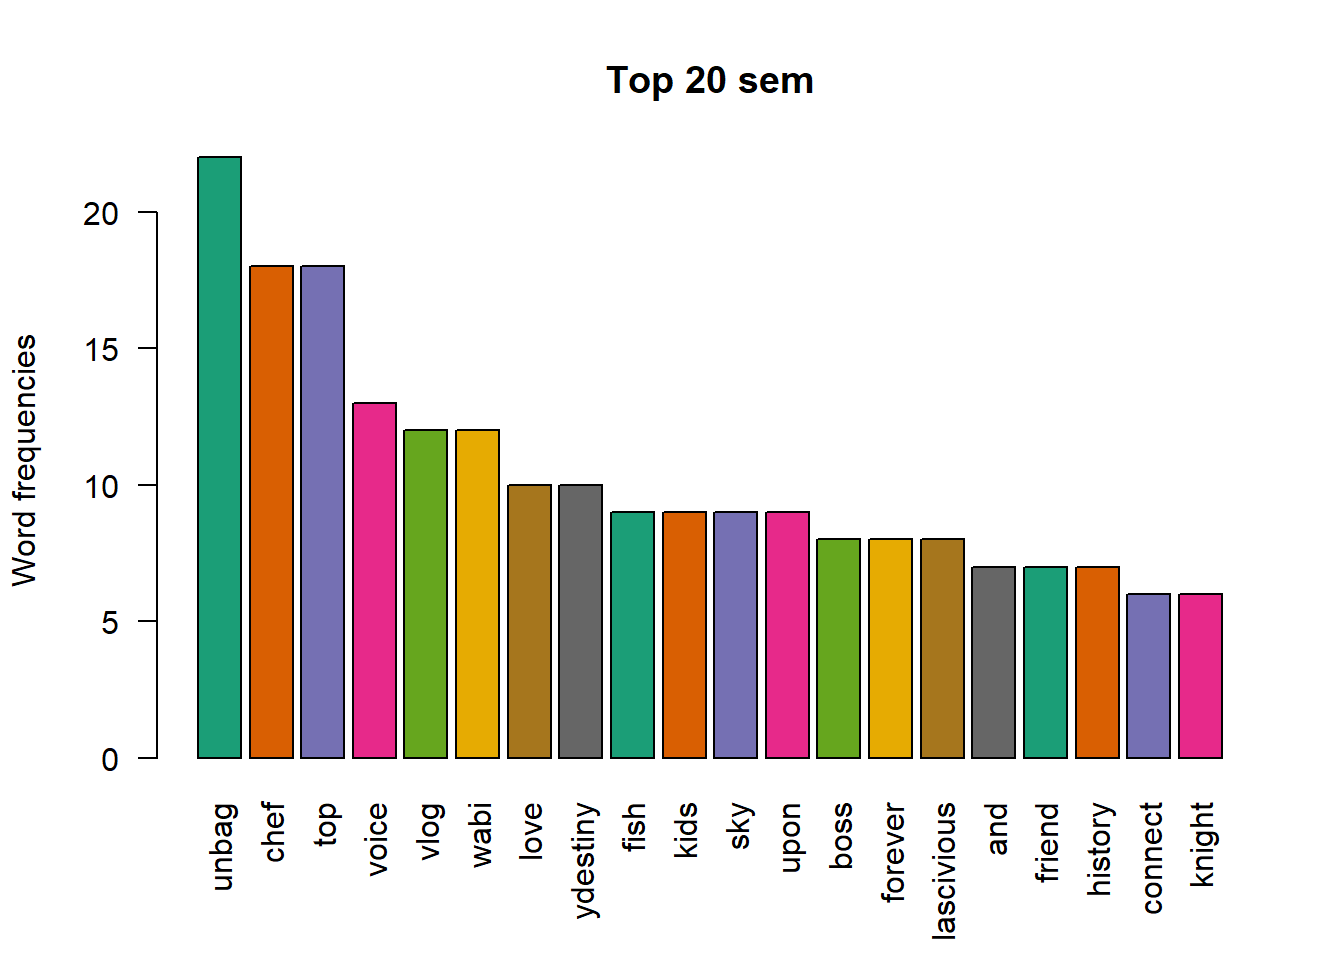 Top 20 sem
Word frequencies
20
15
10
5
0
unbag
chef
top
voice
vlog
wabi
love
ydestiny
fish
kids
sky
upon
boss
forever
lascivious
and
friend
history
connect
knight